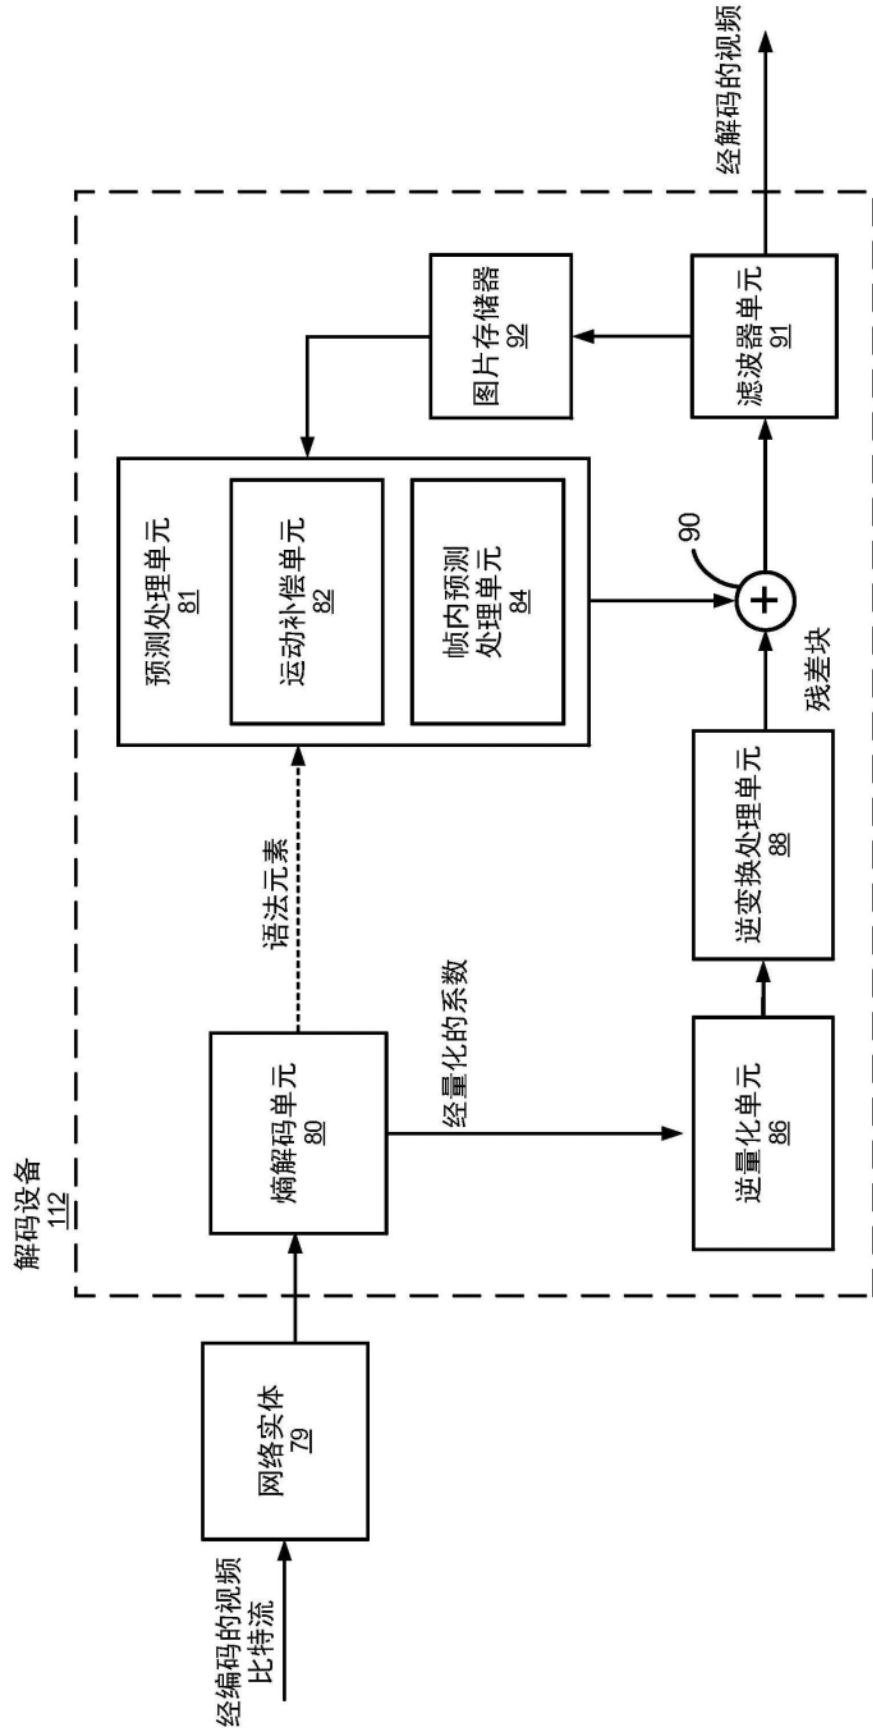 解码设备
112
经编码的视频
比特流
网络实体
79
熵解码单元
80
语法元素
经量化的系数
预测处理单元
81
运动补偿单元
82
帧内预测
处理单元
84
逆量化单元
86
逆变换处理单元
88
残差块
90
图片存储器
92
滤波器单元
91
经解码的视频